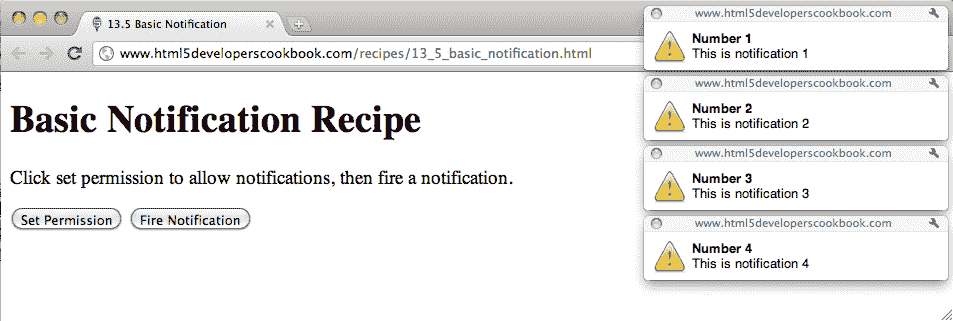 13.5 Basic Notification
www.html5developerscookbook.com/recipes/13_5_basic_notification.html
Basic Notification Recipe
Click set permission to allow notifications, then fire a notification.
Set Permission
Fire Notification
www.html5developerscookbook.com
Number 1
This is notification 1
www.html5developerscookbook.com
Number 2
This is notification 2
www.html5developerscookbook.com
Number 3
This is notification 3
www.html5developerscookbook.com
Number 4
This is notification 4